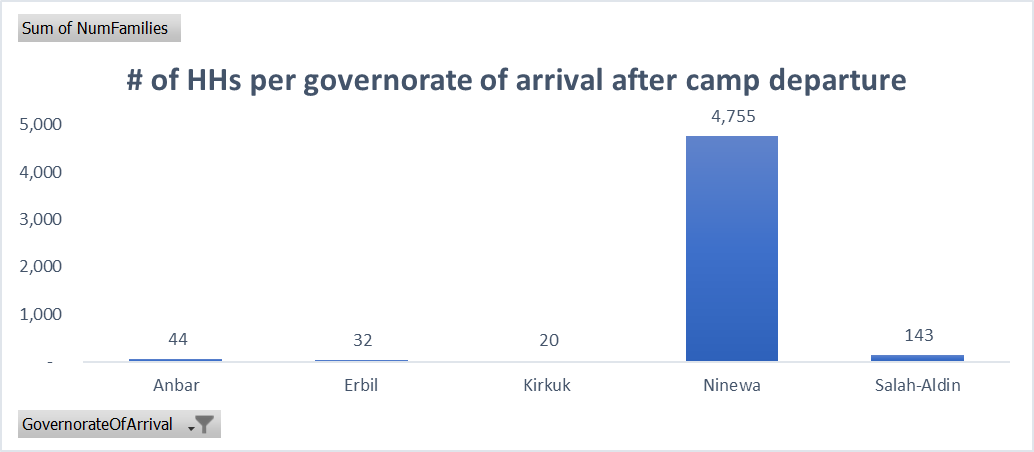 Sum of NumFamilies
# of HHs per governorate of arrival after camp departure
5,000
4,000
3,000
2,000
1,000
-
44
32
20
4,755
143
Anbar
Erbil
Kirkuk
Ninewa
Salah-Aldin
GovernorateOfArrival